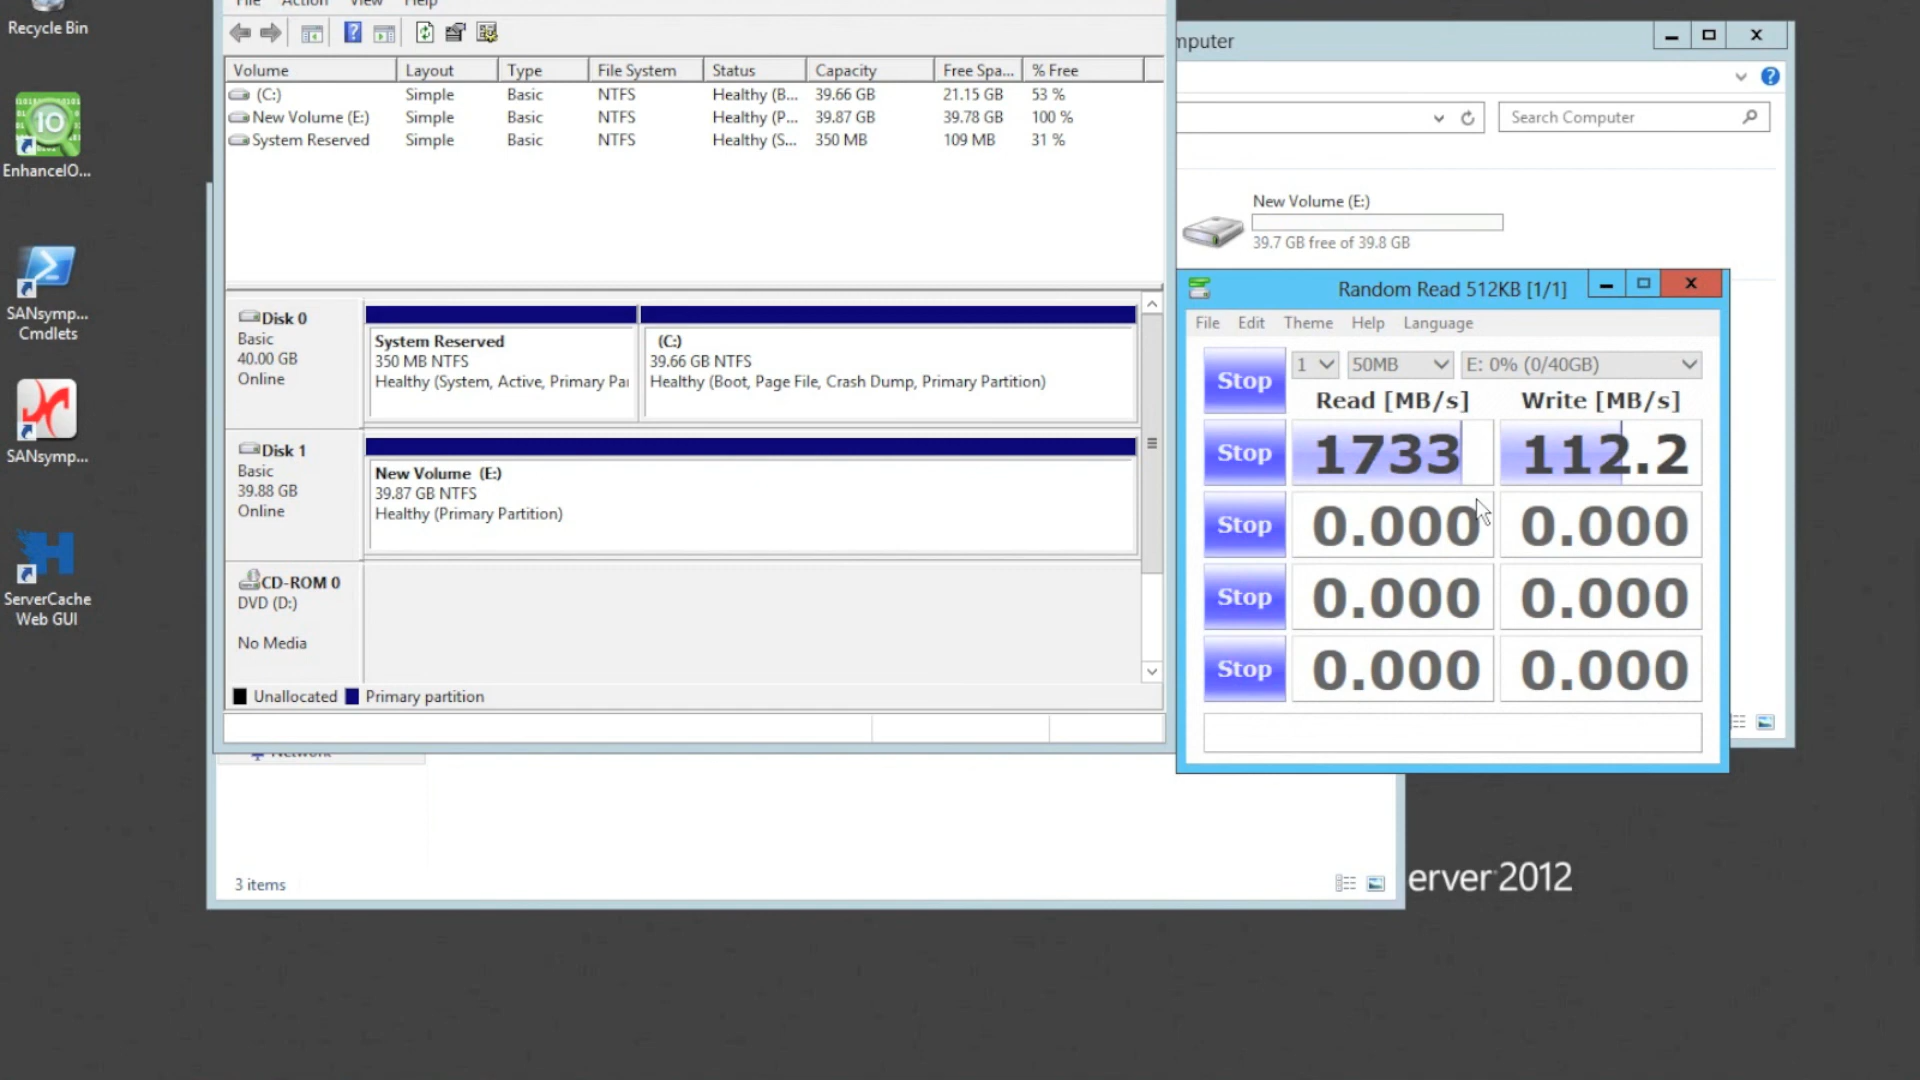 Recycle Bin
EnhanceIO...
SANsymp...
Cmdlets
SANsymp...
ServerCache
Web GUI
File Action View Help
Volume Layout Type File System Status Capacity Free Spa... % Free
(C:) Simple Basic NTFS Healthy (B... 39.66 GB 21.15 GB 53 %
New Volume (E:) Simple Basic NTFS Healthy (P... 39.87 GB 39.78 GB 100 %
System Reserved Simple Basic NTFS Healthy (S... 350 MB 109 MB 31 %
Disk 0
Basic
40.00 GB
Online
System Reserved
350 MB NTFS
Healthy (System, Active, Primary Par
(C:)
39.66 GB NTFS
Healthy (Boot, Page File, Crash Dump, Primary Partition)
Disk 1
Basic
39.88 GB
Online
New Volume (E:)
39.87 GB NTFS
Healthy (Primary Partition)
CD-ROM 0
DVD (D:)
No Media
Unallocated Primary partition
Network
3 items
mputer
Search Computer
New Volume (E:)
39.7 GB free of 39.8 GB
Random Read 512KB [1/1]
File Edit Theme Help Language
Stop 1 50MB E: 0% (0/40GB)
Read [MB/s] Write [MB/s]
Stop 1733 112.2
Stop 0.000 0.000
Stop 0.000 0.000
Stop 0.000 0.000
erver 2012